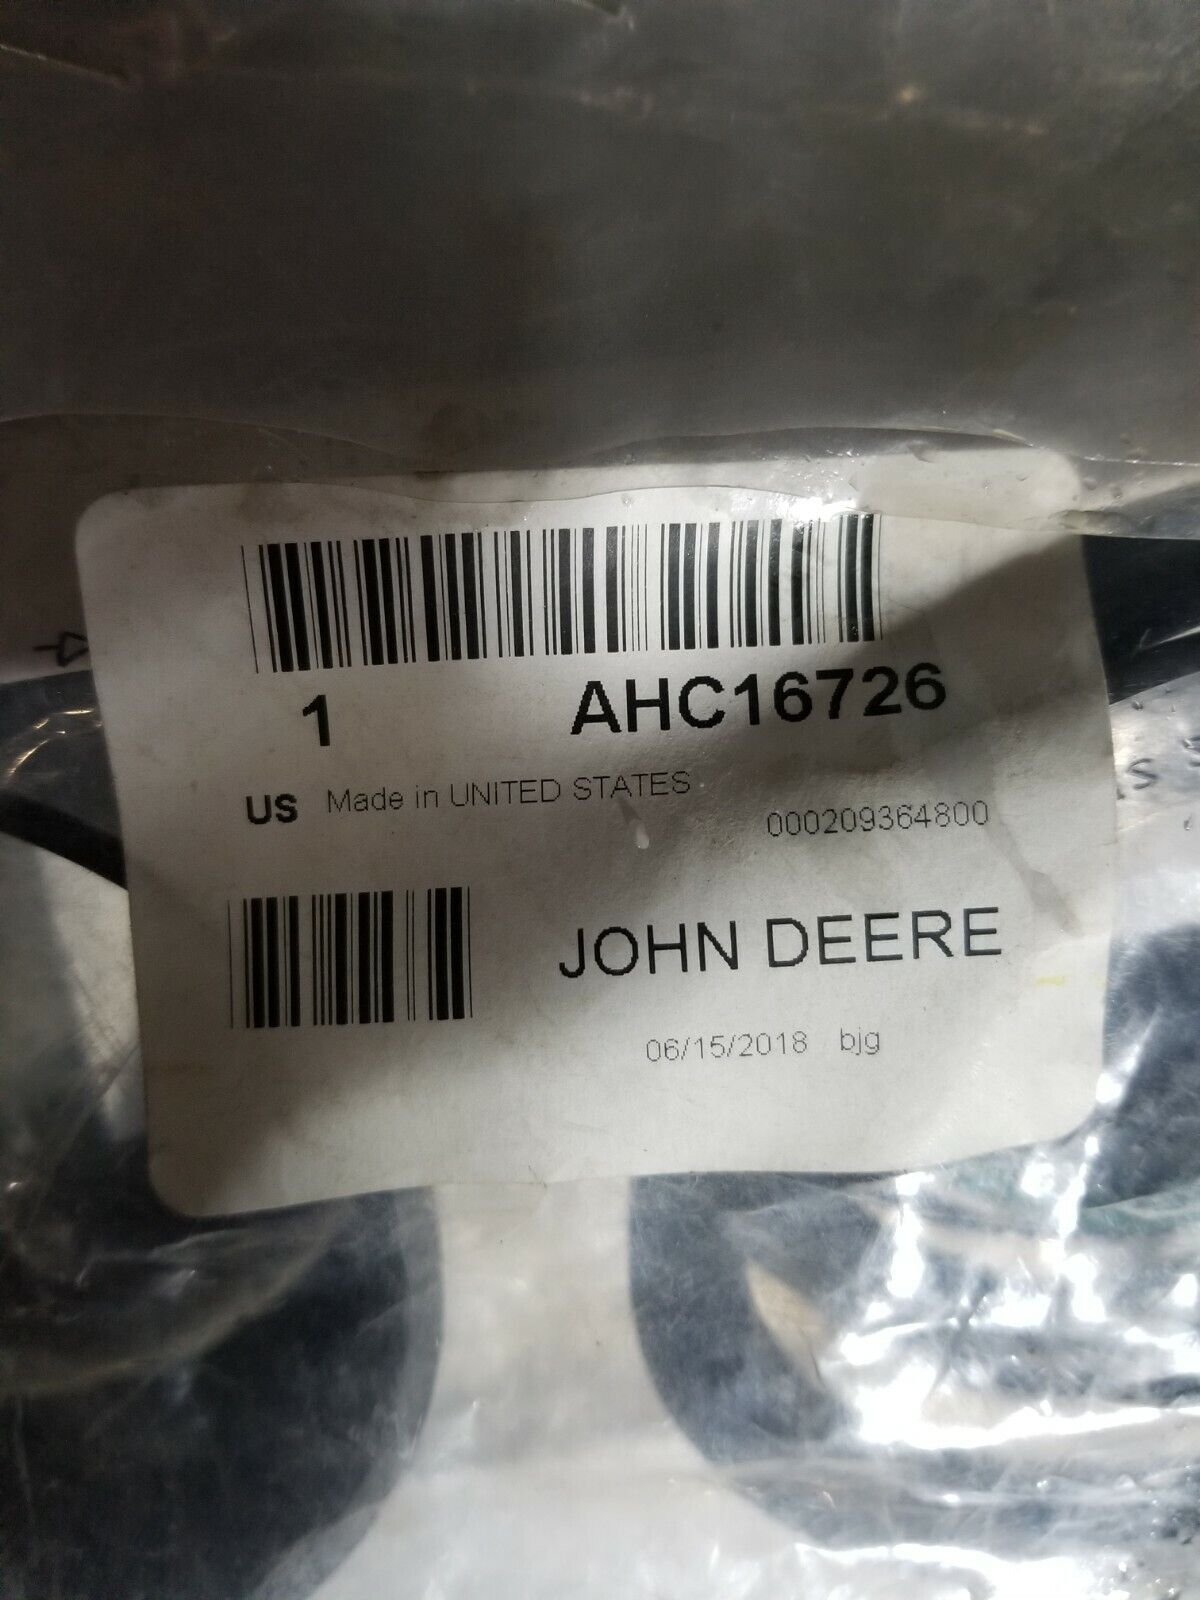 1 AHC16726
US Made in UNITED STATES
000209364800
JOHN DEERE
06/15/2018 bjg